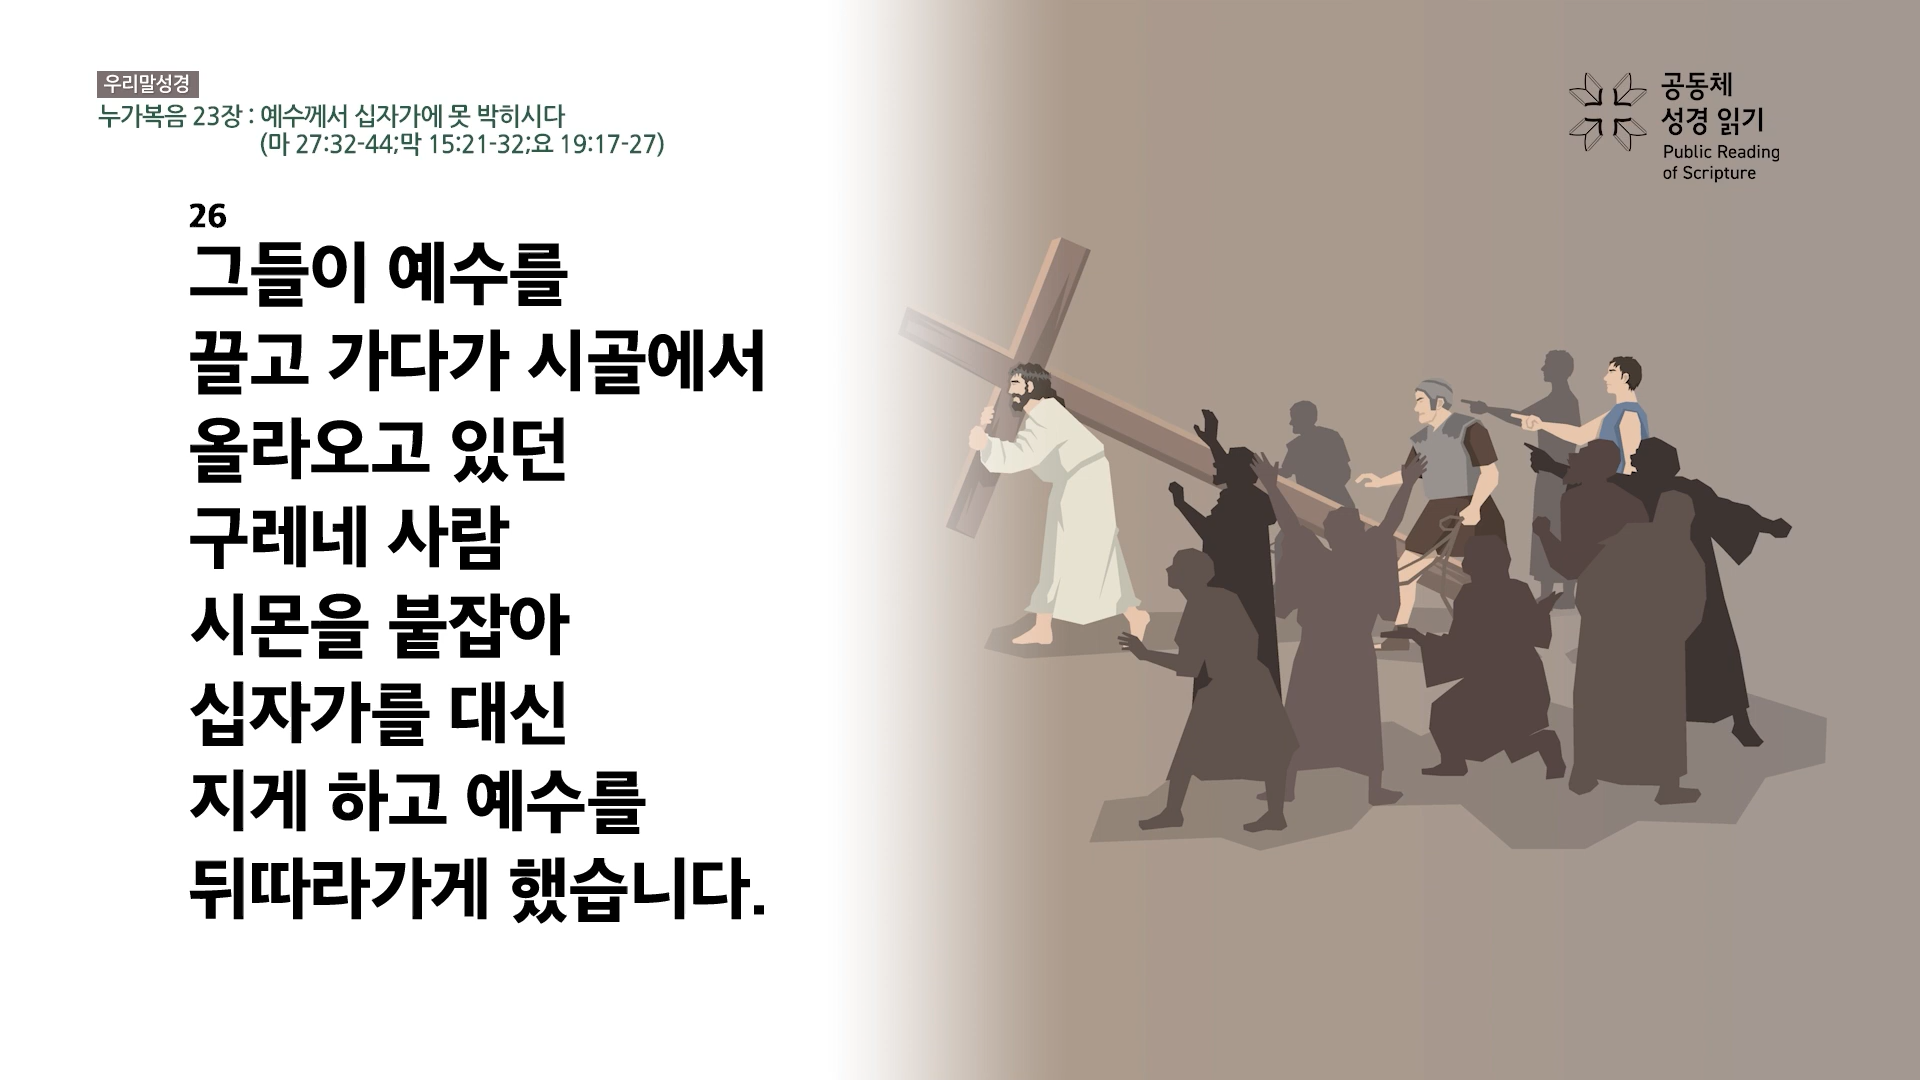 우리말성경
누가복음 23장 : 예수께서 십자가에 못 박히시다
(마 27:32-44;막 15:21-32;요 19:17-27)
26
그들이 예수를
끌고 가다가 시골에서
올라오고 있던
구레네 사람
시몬을 붙잡아
십자가를 대신
지게 하고 예수를
뒤따라가게 했습니다.
공동체
성경 읽기
Public Reading
of Scripture